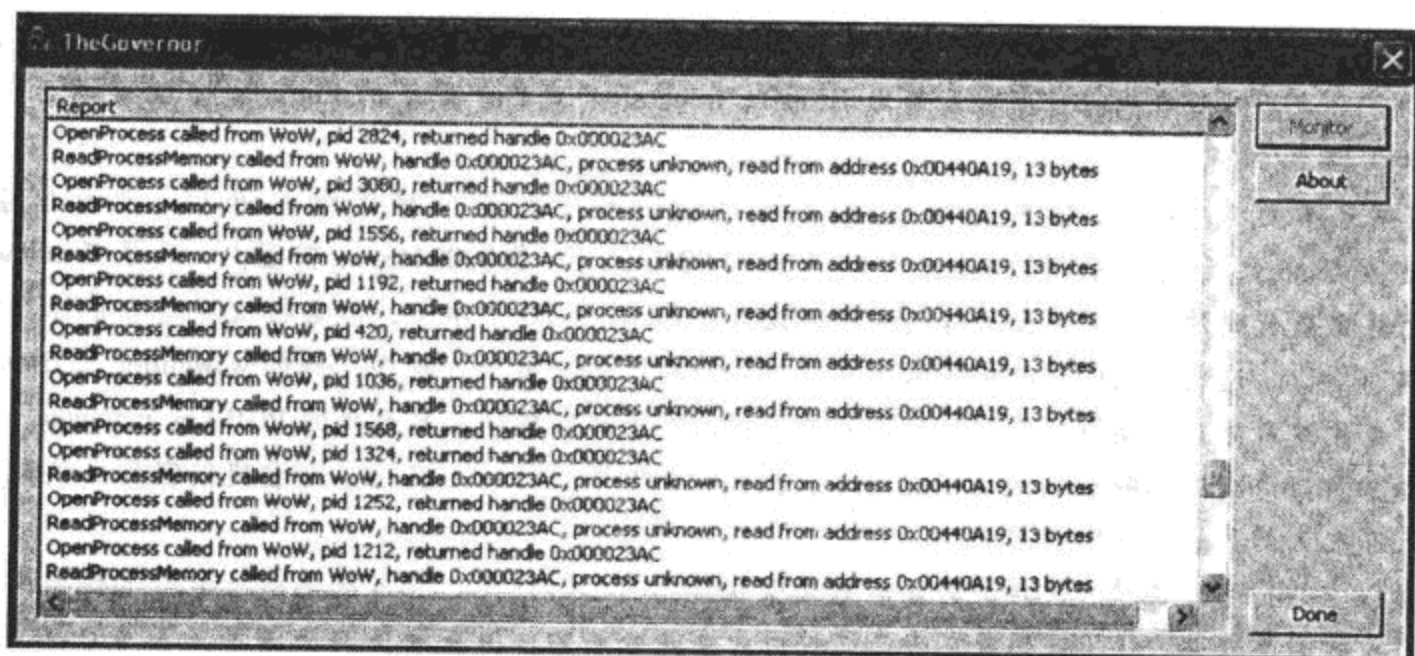 TheGovernor
Report
OpenProcess called from WoW, pid 2824, returned handle 0x000023AC
ReadProcessMemory called from WoW, handle 0x000023AC, process unknown, read from address 0x00440A19, 13 bytes
OpenProcess called from WoW, pid 3080, returned handle 0x000023AC
ReadProcessMemory called from WoW, handle 0x000023AC, process unknown, read from address 0x00440A19, 13 bytes
OpenProcess called from WoW, pid 1556, returned handle 0x000023AC
ReadProcessMemory called from WoW, handle 0x000023AC, process unknown, read from address 0x00440A19, 13 bytes
OpenProcess called from WoW, pid 1192, returned handle 0x000023AC
ReadProcessMemory called from WoW, handle 0x000023AC, process unknown, read from address 0x00440A19, 13 bytes
OpenProcess called from WoW, pid 420, returned handle 0x000023AC
ReadProcessMemory called from WoW, handle 0x000023AC, process unknown, read from address 0x00440A19, 13 bytes
OpenProcess called from WoW, pid 1036, returned handle 0x000023AC
ReadProcessMemory called from WoW, handle 0x000023AC, process unknown, read from address 0x00440A19, 13 bytes
OpenProcess called from WoW, pid 1568, returned handle 0x000023AC
OpenProcess called from WoW, pid 1324, returned handle 0x000023AC
ReadProcessMemory called from WoW, handle 0x000023AC, process unknown, read from address 0x00440A19, 13 bytes
OpenProcess called from WoW, pid 1252, returned handle 0x000023AC
ReadProcessMemory called from WoW, handle 0x000023AC, process unknown, read from address 0x00440A19, 13 bytes
OpenProcess called from WoW, pid 1212, returned handle 0x000023AC
ReadProcessMemory called from WoW, handle 0x000023AC, process unknown, read from address 0x00440A19, 13 bytes
Monitor
About
Done